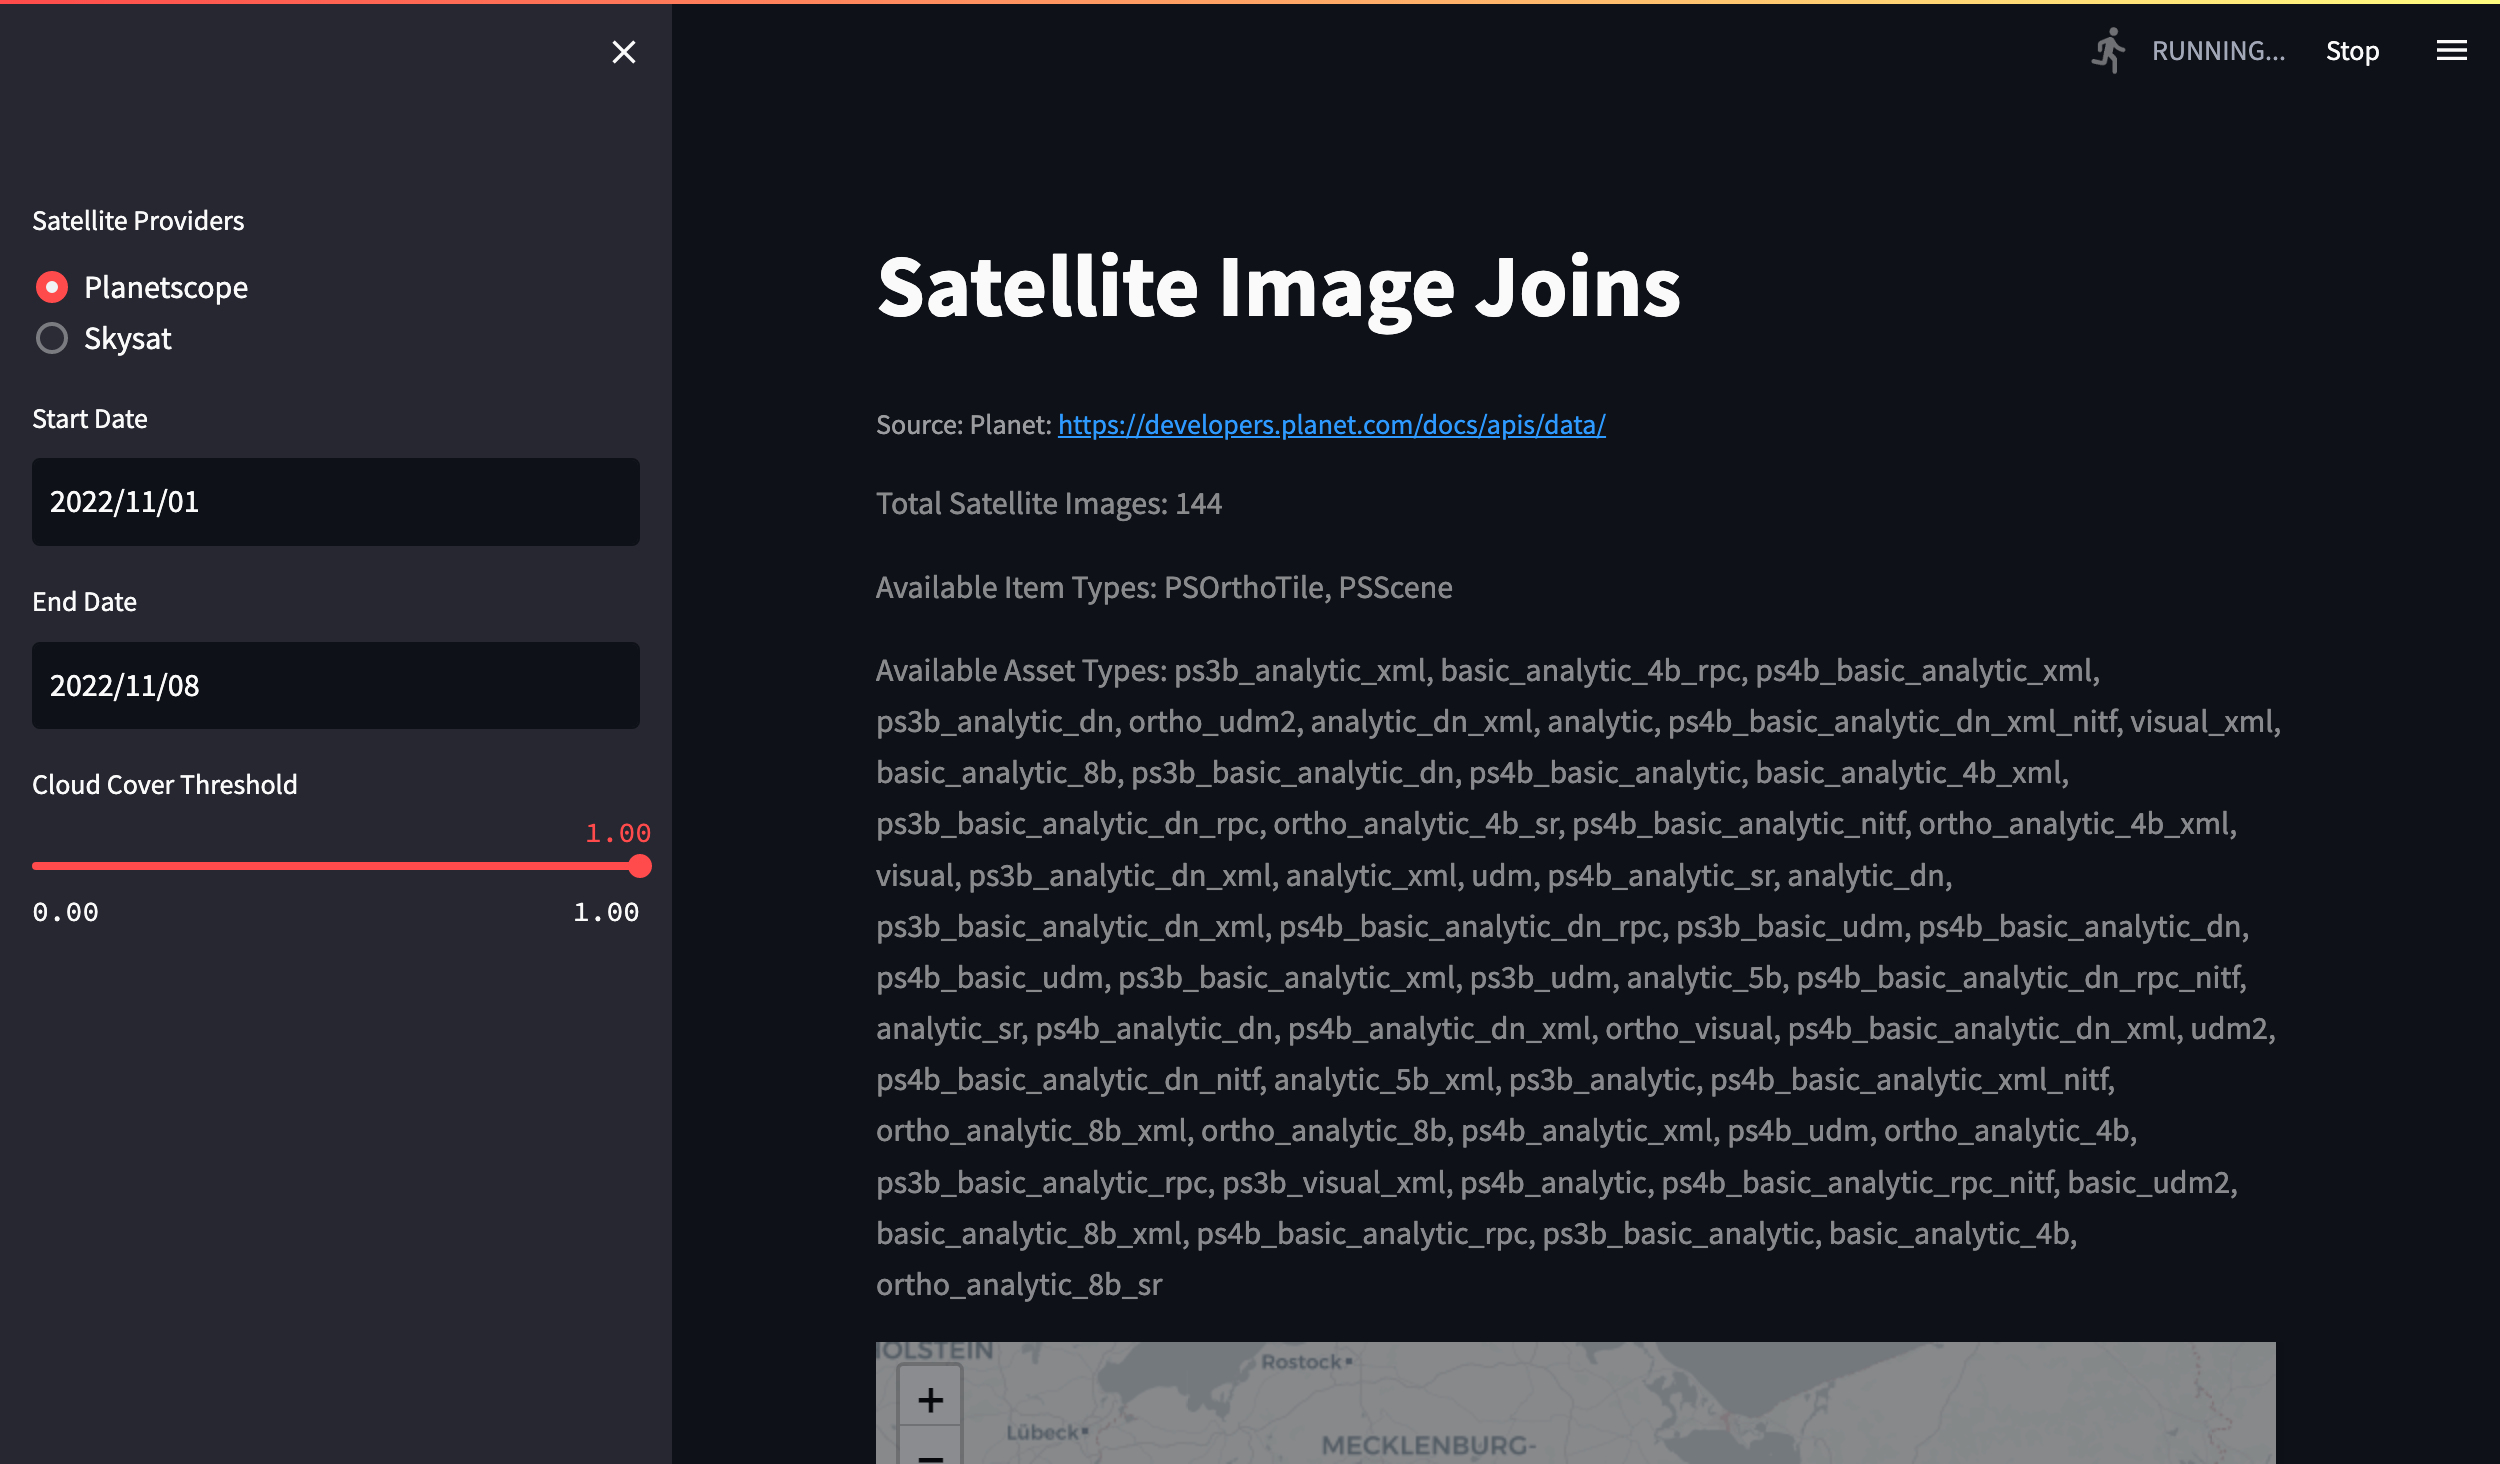 RUNNING...
Stop
Satellite Providers
Planetscope
Skysat
Start Date
2022/11/01
End Date
2022/11/08
Cloud Cover Threshold
1.00
0.00 1.00
Satellite Image Joins
Source: Planet: https://developers.planet.com/docs/apis/data/
Total Satellite Images: 144
Available Item Types: PSOrthoTile, PSScene
Available Asset Types: ps3b_analytic_xml, basic_analytic_4b_rpc, ps4b_basic_analytic_xml,
ps3b_analytic_dn, ortho_udm2, analytic_dn_xml, analytic, ps4b_basic_analytic_dn_xml_nitf, visual_xml,
basic_analytic_8b, ps3b_basic_analytic_dn, ps4b_basic_analytic, basic_analytic_4b_xml,
ps3b_basic_analytic_dn_rpc, ortho_analytic_4b_sr, ps4b_basic_analytic_nitf, ortho_analytic_4b_xml,
visual, ps3b_analytic_dn_xml, analytic_xml, udm, ps4b_analytic_sr, analytic_dn,
ps3b_basic_analytic_dn_xml, ps4b_basic_analytic_dn_rpc, ps3b_basic_udm, ps4b_basic_analytic_dn,
ps4b_basic_udm, ps3b_basic_analytic_xml, ps3b_udm, analytic_5b, ps4b_basic_analytic_dn_rpc_nitf,
analytic_sr, ps4b_analytic_dn, ps4b_analytic_dn_xml, ortho_visual, ps4b_basic_analytic_dn_xml, udm2,
ps4b_basic_analytic_dn_nitf, analytic_5b_xml, ps3b_analytic, ps4b_basic_analytic_xml_nitf,
ortho_analytic_8b_xml, ortho_analytic_8b, ps4b_analytic_xml, ps4b_udm, ortho_analytic_4b,
ps3b_basic_analytic_rpc, ps3b_visual_xml, ps4b_analytic, ps4b_basic_analytic_rpc_nitf, basic_udm2,
basic_analytic_8b_xml, ps4b_basic_analytic_rpc, ps3b_basic_analytic, basic_analytic_4b,
ortho_analytic_8b_sr
OLSTEIN
Rostock
+
Lübeck
MECKLENBURG-
−